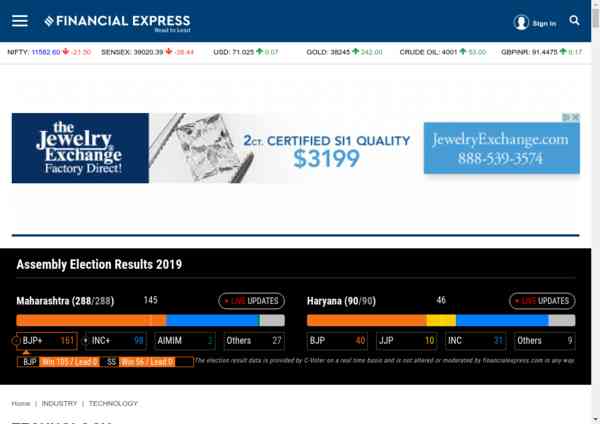 FINANCIAL EXPRESS
Read to Lead
Sign in
NIFTY: 11582.60 -21.50 SENSEX: 39020.39 -38.44 USD: 71.025 0.07 GOLD: 38245 242.00 CRUDE OIL: 4001 53.00 GBPINR: 91.4475 0.17
the
Jewelry
Exchange
Factory Direct!
2CT. CERTIFIED SI1 QUALITY
$3199
JewelryExchange.com
888-539-3574
Assembly Election Results 2019
Maharashtra (288/288) 145 LIVE UPDATES
Haryana (90/90) 46 LIVE UPDATES
BJP+ 161 INC+ 98 AIMIM 2 Others 27
BJP 40 JJP 10 INC 31 Others 9
BJP Win 105 / Lead 0 SS Win 56 / Lead 0
The election result data is provided by C-Voter on a real time basis and is not altered or moderated by financialexpress.com in any way.
Home | INDUSTRY | TECHNOLOGY
TECHNOLOGY